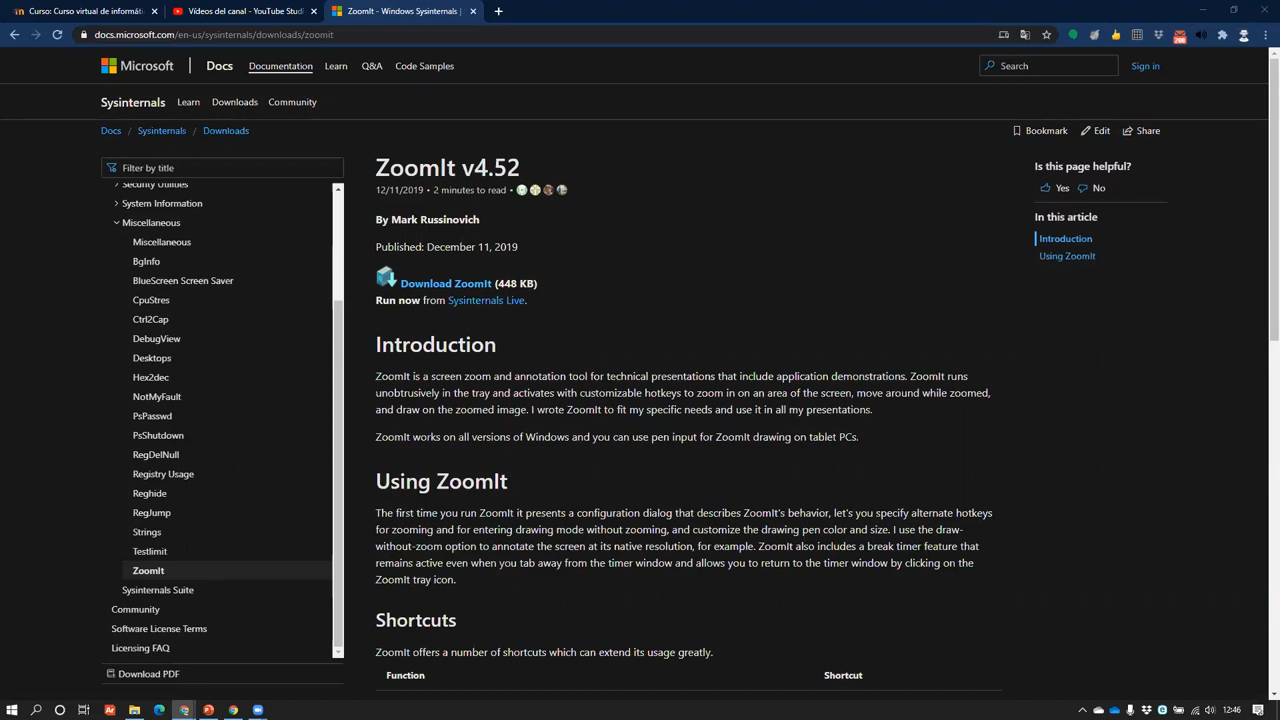 Curso: Curso virtual de informáti
Vídeos del canal - YouTube Studi
ZoomIt - Windows Sysinternals |
docs.microsoft.com/en-us/sysinternals/downloads/zoomit
206
Microsoft
Docs
Documentation
Learn
Q&A
Code Samples
Search
Sign in
Sysinternals
Learn
Downloads
Community
Docs / Sysinternals / Downloads
Bookmark
Edit
Share
Filter by title
Security Utilities
System Information
Miscellaneous
Miscellaneous
BgInfo
BlueScreen Screen Saver
CpuStres
Ctrl2Cap
DebugView
Desktops
Hex2dec
NotMyFault
PsPasswd
PsShutdown
RegDelNull
Registry Usage
Reghide
RegJump
Strings
Testlimit
ZoomIt
Sysinternals Suite
Community
Software License Terms
Licensing FAQ
Download PDF
ZoomIt v4.52
12/11/2019 • 2 minutes to read •
By Mark Russinovich
Published: December 11, 2019
Download ZoomIt (448 KB)
Run now from Sysinternals Live.
Introduction
ZoomIt is a screen zoom and annotation tool for technical presentations that include application demonstrations. ZoomIt runs
unobtrusively in the tray and activates with customizable hotkeys to zoom in on an area of the screen, move around while zoomed,
and draw on the zoomed image. I wrote ZoomIt to fit my specific needs and use it in all my presentations.
ZoomIt works on all versions of Windows and you can use pen input for ZoomIt drawing on tablet PCs.
Using ZoomIt
The first time you run ZoomIt it presents a configuration dialog that describes ZoomIt's behavior, let's you specify alternate hotkeys
for zooming and for entering drawing mode without zooming, and customize the drawing pen color and size. I use the draw-
without-zoom option to annotate the screen at its native resolution, for example. ZoomIt also includes a break timer feature that
remains active even when you tab away from the timer window and allows you to return to the timer window by clicking on the
ZoomIt tray icon.
Shortcuts
ZoomIt offers a number of shortcuts which can extend its usage greatly.
Function
Shortcut
Is this page helpful?
Yes
No
In this article
Introduction
Using ZoomIt
Ar
12:46